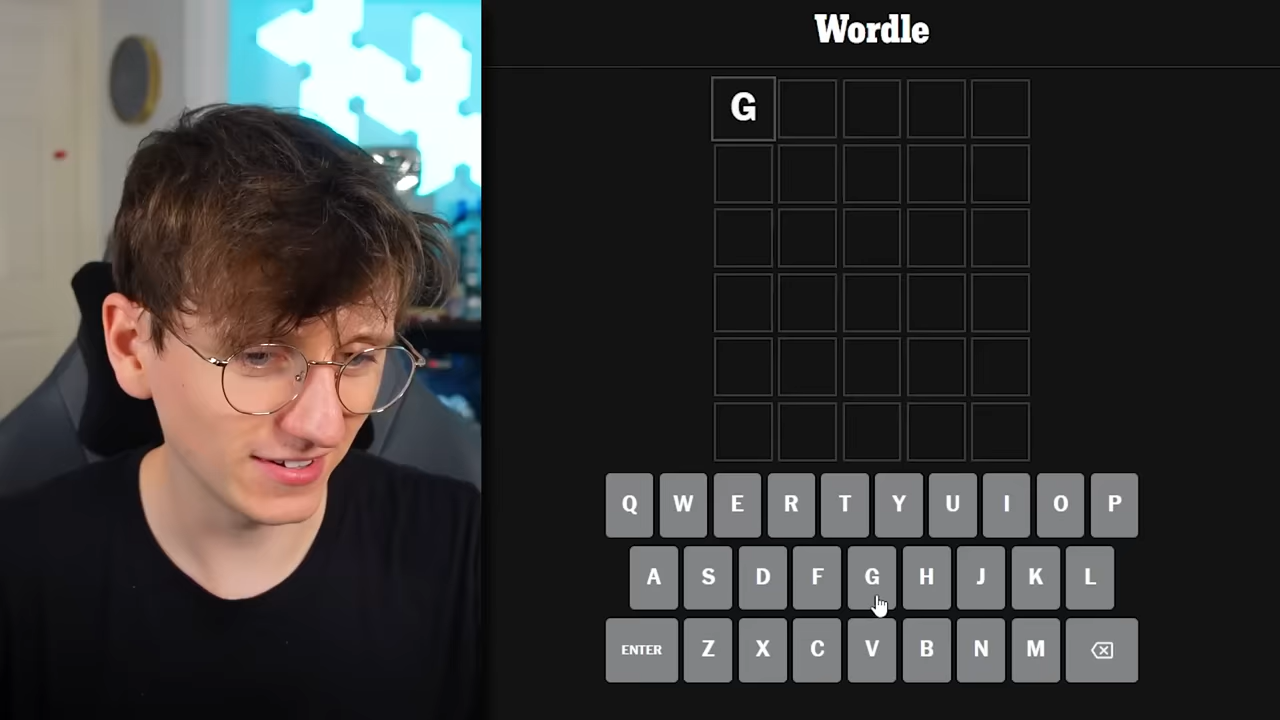 Wordle
G
Q W E R T Y U I O P
A S D F G H J K L
ENTER Z X C V B N M